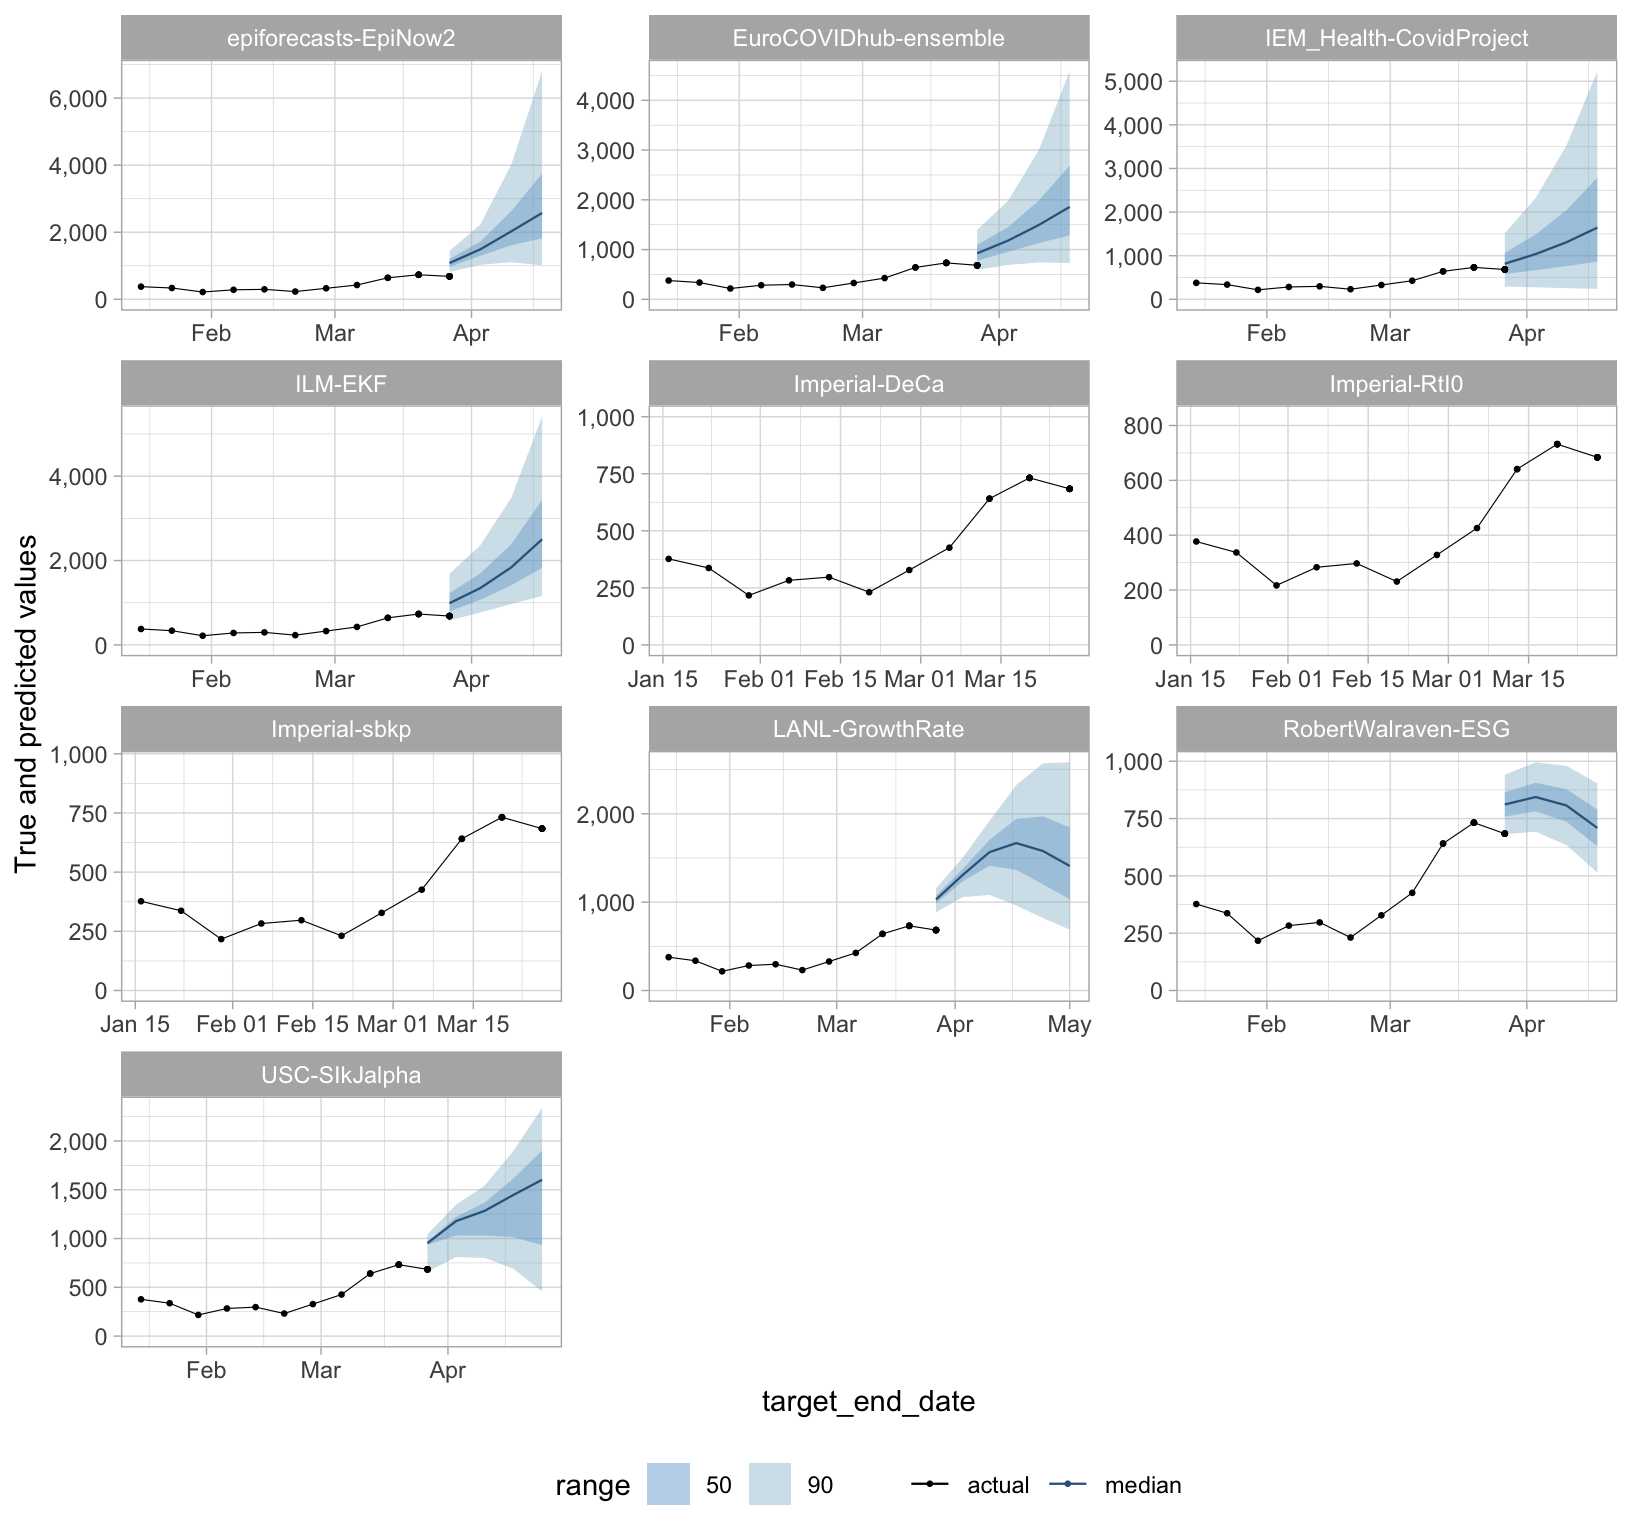 epiforecasts-EpiNow2
EuroCOVIDhub-ensemble
IEM_Health-CovidProject
6,000
4,000
2,000
0
4,000
3,000
2,000
1,000
0
5,000
4,000
3,000
2,000
1,000
0
Feb Mar Apr
Feb Mar Apr
Feb Mar Apr
ILM-EKF
Imperial-DeCa
Imperial-RtI0
4,000
2,000
0
1,000
750
500
250
0
800
600
400
200
0
Feb Mar Apr
Jan 15 Feb 01 Feb 15 Mar 01 Mar 15
Jan 15 Feb 01 Feb 15 Mar 01 Mar 15
True and predicted values
Imperial-sbkp
LANL-GrowthRate
RobertWalraven-ESG
1,000
750
500
250
0
2,000
1,000
0
1,000
750
500
250
0
Jan 15 Feb 01 Feb 15 Mar 01 Mar 15
Feb Mar Apr May
Feb Mar Apr
USC-SIkJalpha
2,000
1,500
1,000
500
0
Feb Mar Apr
target_end_date
range 50 90 actual median